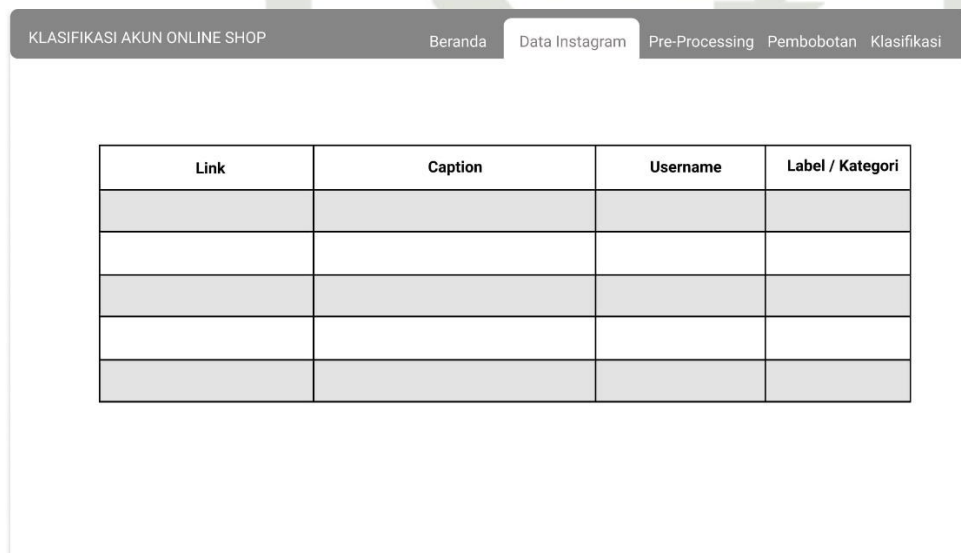 KLASIFIKASI AKUN ONLINE SHOP
Beranda Data Instagram Pre-Processing Pembobotan Klasifikasi
Link Caption Username Label / Kategori